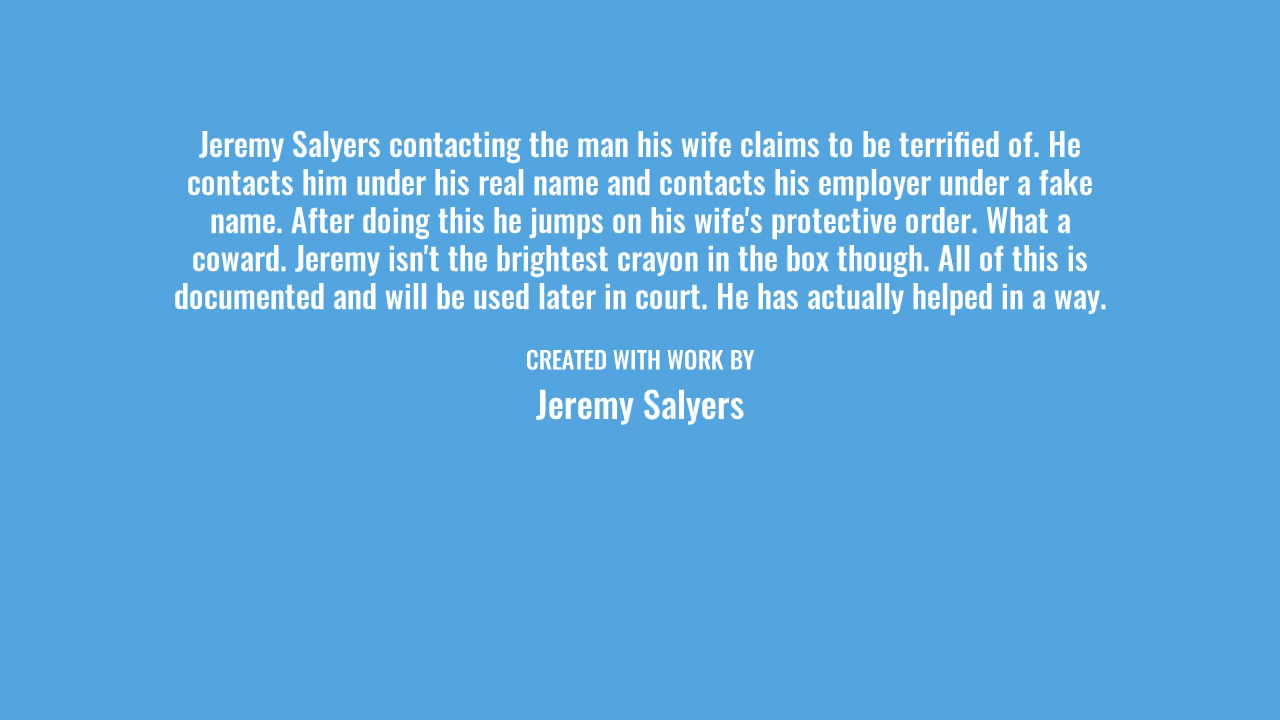 Jeremy Salyers contacting the man his wife claims to be terrified of. He
contacts him under his real name and contacts his employer under a fake
name. After doing this he jumps on his wife's protective order. What a
coward. Jeremy isn't the brightest crayon in the box though. All of this is
documented and will be used later in court. He has actually helped in a way.
CREATED WITH WORK BY
Jeremy Salyers